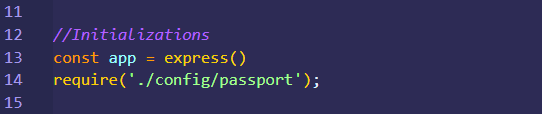 11
12 //Initializations
13 const app = express()
14 require('./config/passport');
15